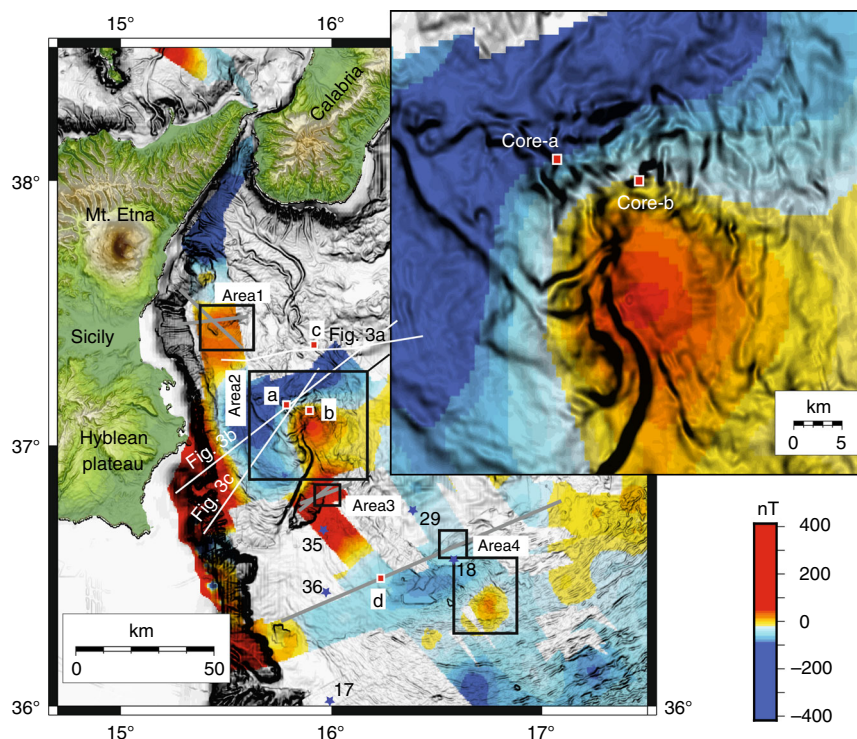 15°
16°
Calabria
Core-a
Core-b
38°
Mt. Etna
Area1
Sicily
c
Fig. 3a
Area2
a
b
km
0
5
37°
Hyblean
plateau
Fig. 3b
Fig. 3c
Area3
29
35
Area4
18
36
d
km
0
50
17
36°
36°
15°
16°
17°
nT
400
200
0
−200
−400